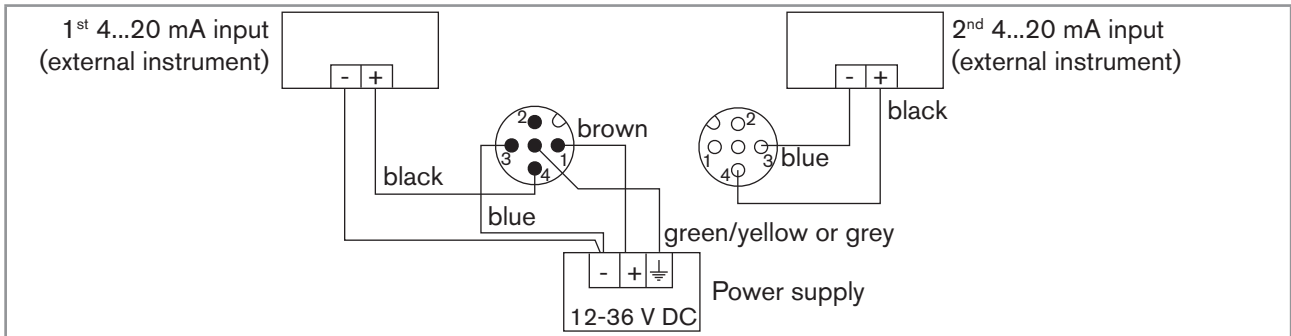 1st 4...20 mA input
(external instrument)
- +
2nd 4...20 mA input
(external instrument)
- +
black
2
brown
3
1
4
black
blue
2
1
3
blue
4
green/yellow or grey
- +
Power supply
12-36 V DC